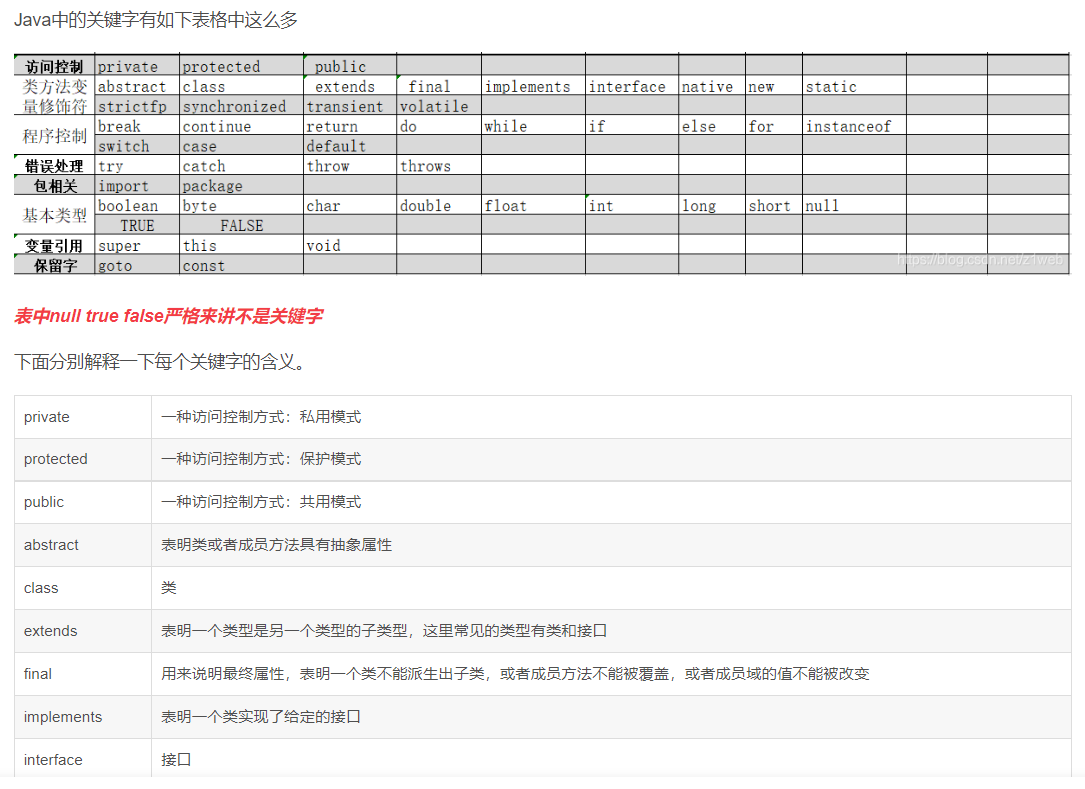 Java中的关键字有如下表格中这么多
访问控制 private protected public
类方法变 abstract class extends final implements interface native new static
量修饰符 strictfp synchronized transient volatile
程序控制 break continue return do while if else for instanceof
switch case default
错误处理 try catch throw throws
包相关 import package
基本类型 boolean byte char double float int long short null
TRUE FALSE
变量引用 super this void
保留字 goto const
https://blog.csdn.net/z1web
表中null true false严格来讲不是关键字
下面分别解释一下每个关键字的含义。
private 一种访问控制方式：私用模式
protected 一种访问控制方式：保护模式
public 一种访问控制方式：共用模式
abstract 表明类或者成员方法具有抽象属性
class 类
extends 表明一个类型是另一个类型的子类型，这里常见的类型有类和接口
final 用来说明最终属性，表明一个类不能派生出子类，或者成员方法不能被覆盖，或者成员域的值不能被改变
implements 表明一个类实现了给定的接口
interface 接口